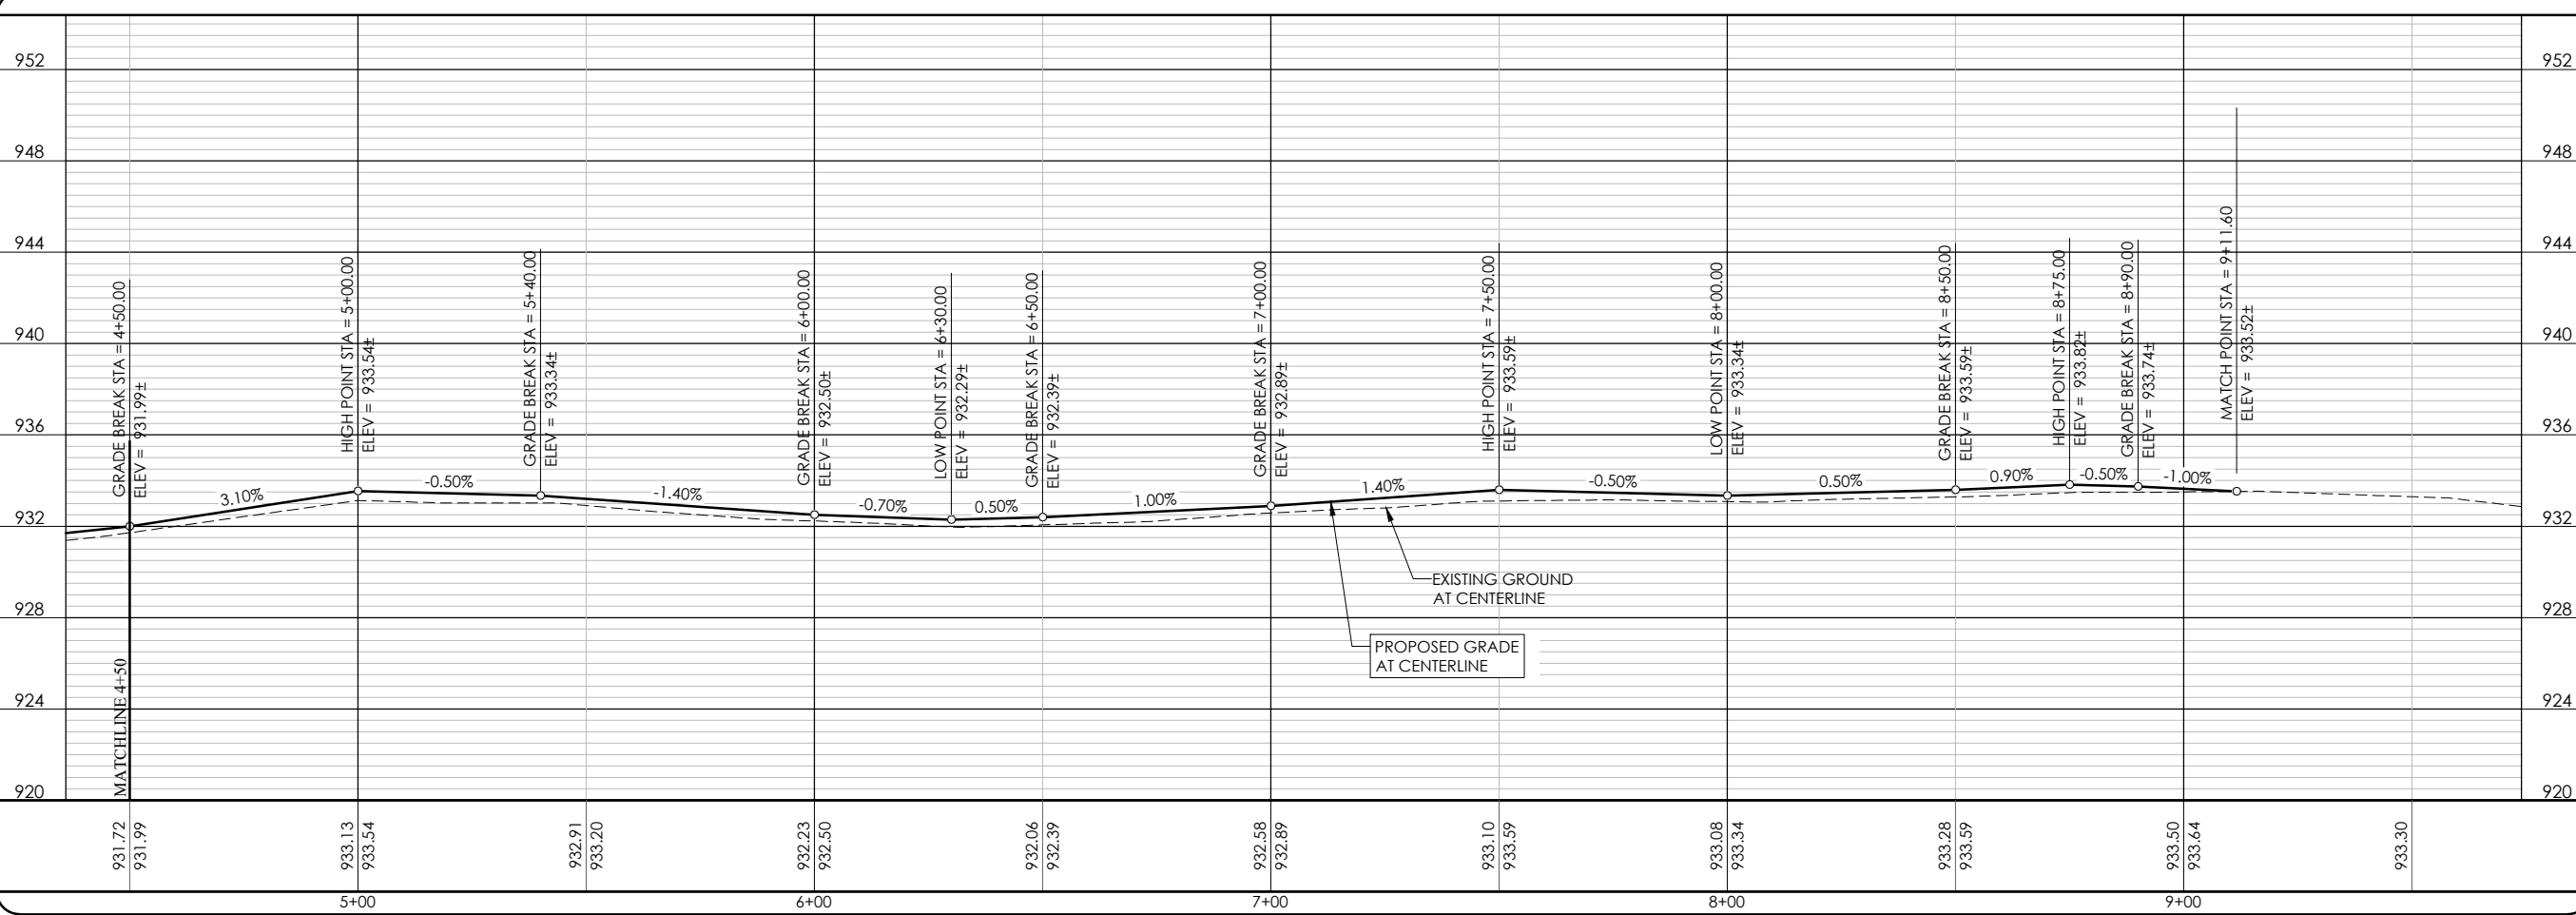 952
948
944
940
936
932
928
924
920
952
948
944
940
936
932
928
924
920
GRADE BREAK STA = 4+50.00
ELEV = 931.99±
HIGH POINT STA = 5+00.00
ELEV = 933.54±
GRADE BREAK STA = 5+40.00
ELEV = 933.34±
GRADE BREAK STA = 6+00.00
ELEV = 932.50±
LOW POINT STA = 6+30.00
ELEV = 932.29±
GRADE BREAK STA = 6+50.00
ELEV = 932.39±
GRADE BREAK STA = 7+00.00
ELEV = 932.89±
HIGH POINT STA = 7+50.00
ELEV = 933.59±
LOW POINT STA = 8+00.00
ELEV = 933.34±
GRADE BREAK STA = 8+50.00
ELEV = 933.59±
HIGH POINT STA = 8+75.00
ELEV = 933.82±
GRADE BREAK STA = 8+90.00
ELEV = 933.74±
MATCH POINT STA = 9+11.60
ELEV = 933.52±
3.10%
-0.50%
-1.40%
-0.70%
0.50%
1.00%
1.40%
-0.50%
0.50%
0.90%
-0.50%
-1.00%
EXISTING GROUND
AT CENTERLINE
PROPOSED GRADE
AT CENTERLINE
MATCHLINE 4+50
931.72
931.99
933.13
933.54
932.91
933.20
932.23
932.50
932.06
932.39
932.58
932.89
933.10
933.59
933.08
933.34
933.28
933.59
933.50
933.64
933.30
5+00
6+00
7+00
8+00
9+00